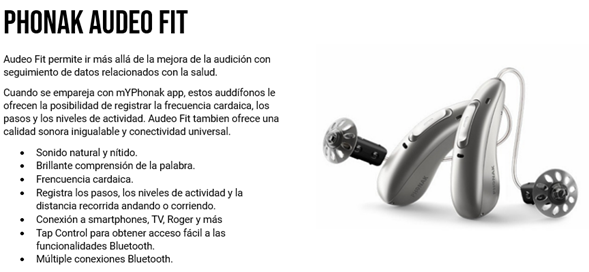 PHONAK AUDEO FIT
Audeo Fit permite ir más allá de la mejora de la audición con
seguimiento de datos relacionados con la salud.
Cuando se empareja con mYPhonak app, estos auddífonos le
ofrecen la posibilidad de registrar la frecuencia cardaica, los
pasos y los niveles de actividad. Audeo Fit tambien ofrece una
calidad sonora inigualable y conectividad universal.
• Sonido natural y nítido.
• Brillante comprensión de la palabra.
• Frencuencia cardaica.
• Registra los pasos, los niveles de actividad y la
distancia recorrida andando o corriendo.
• Conexión a smartphones, TV, Roger y más
• Tap Control para obtener acceso fácil a las
funcionalidades Bluetooth.
• Múltiple conexiones Bluetooth.